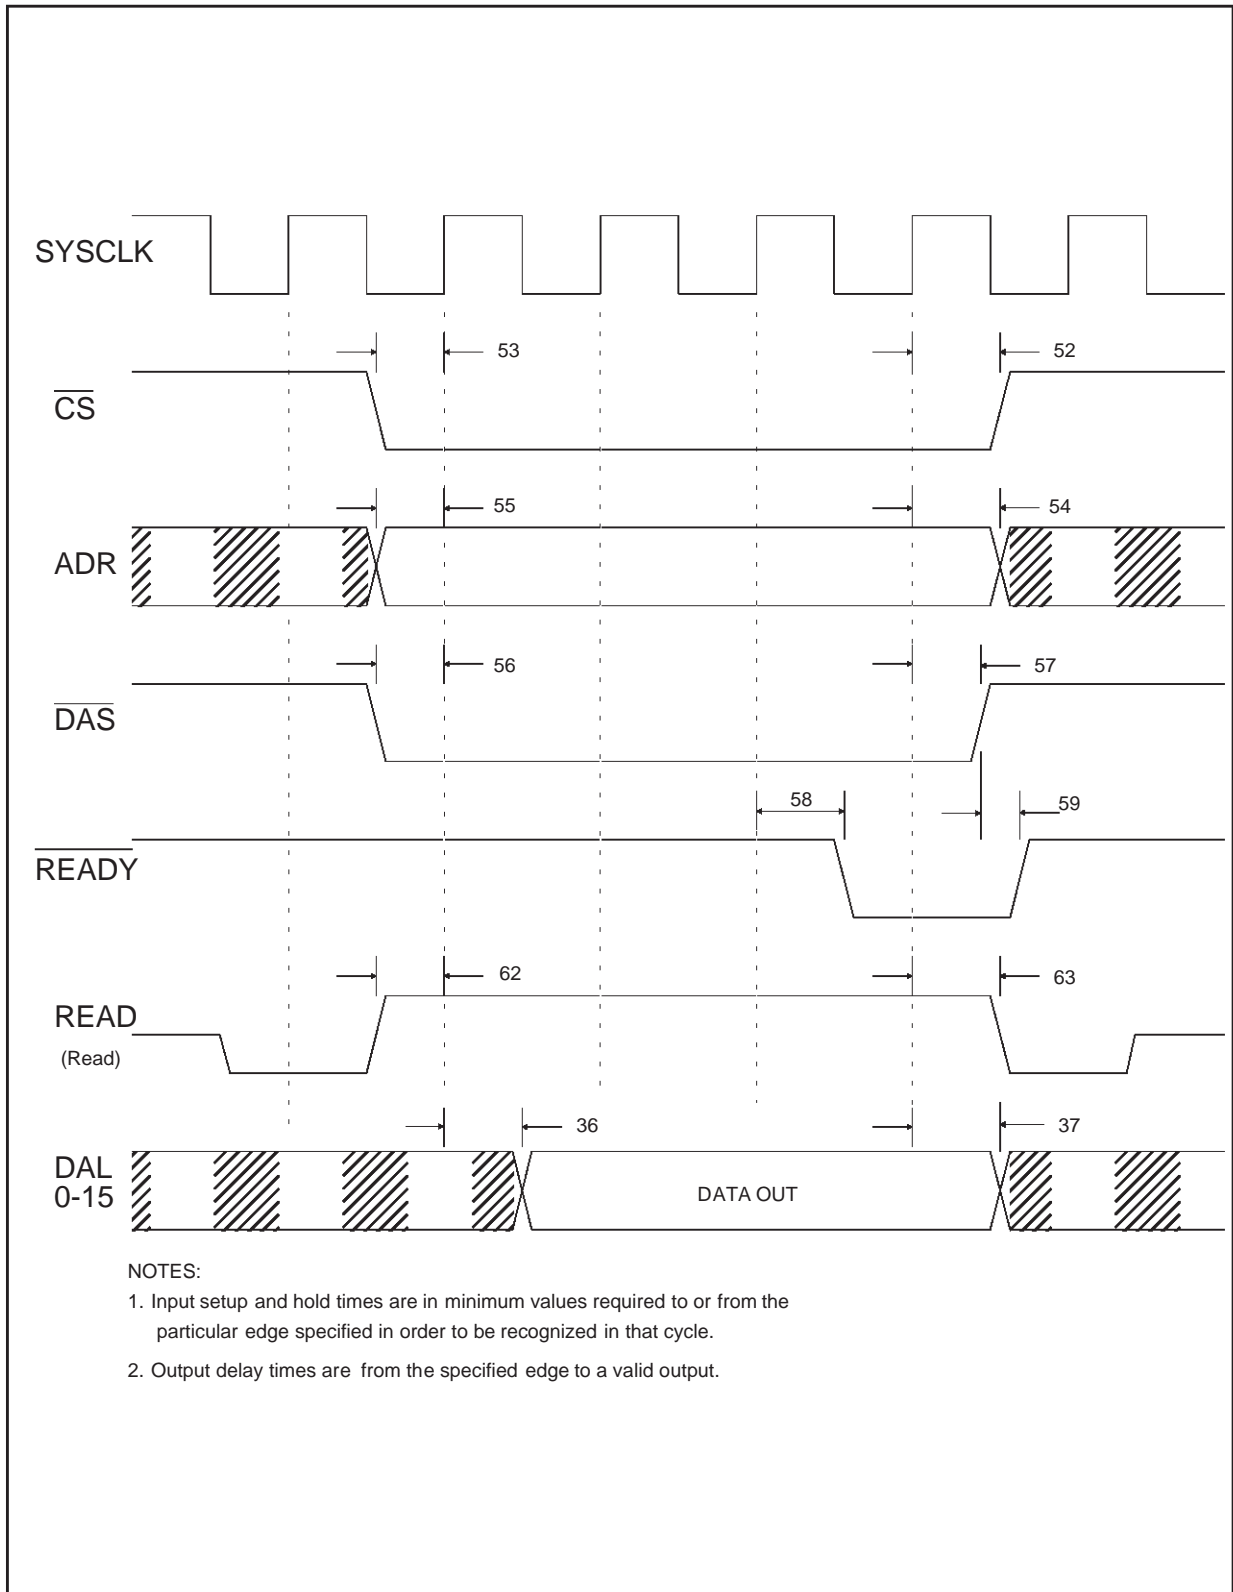 SYSCLK
53
52
CS
55
54
ADR
56
57
DAS
58
59
READY
62
63
READ
(Read)
36
37
DAL
0-15
DATA OUT
NOTES:
1. Input setup and hold times are in minimum values required to or from the
particular edge specified in order to be recognized in that cycle.
2. Output delay times are from the specified edge to a valid output.